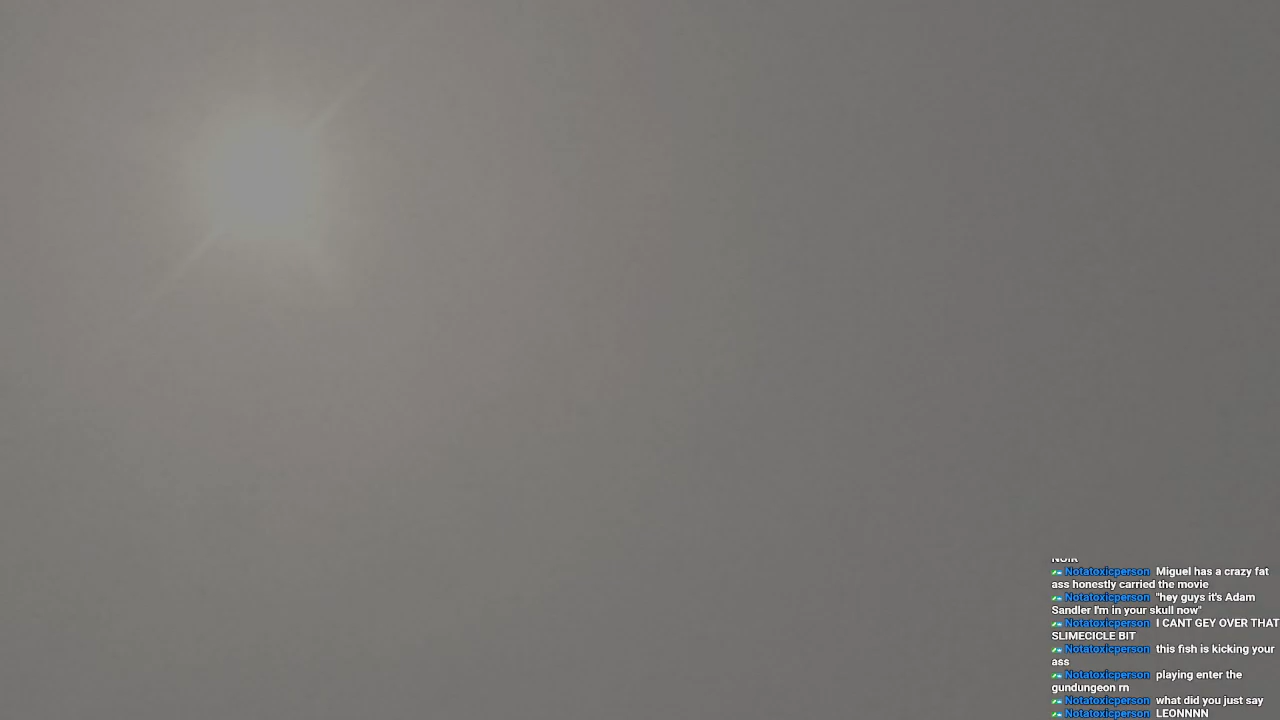 NOIR
Notatoxicperson Miguel has a crazy fat
ass honestly carried the movie
Notatoxicperson "hey guys it's Adam
Sandler I'm in your skull now"
Notatoxicperson I CANT GEY OVER THAT
SLIMECICLE BIT
Notatoxicperson this fish is kicking your
ass
Notatoxicperson playing enter the
gundungeon rn
Notatoxicperson what did you just say
Notatoxicperson LEONNNN